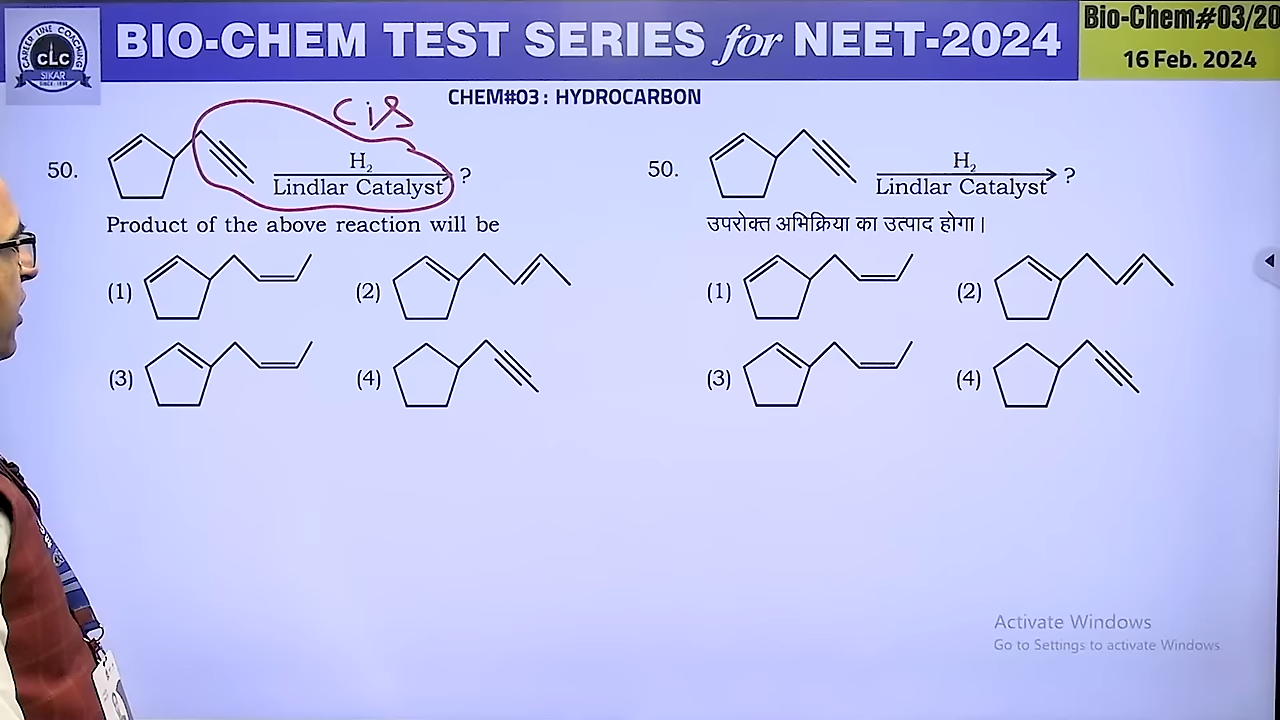 CAREER LINE COACHING
CLC
SIKAR
SINCE : 1996
BIO-CHEM TEST SERIES for NEET-2024
Bio-Chem#03/20
16 Feb. 2024
CHEM#03 : HYDROCARBON
Cis
50. H2 Lindlar Catalyst ?
Product of the above reaction will be
(1) (2)
(3) (4)
50. H2 Lindlar Catalyst ?
उपरोक्त अभिक्रिया का उत्पाद होगा।
(1) (2)
(3) (4)
Activate Windows
Go to Settings to activate Windows.